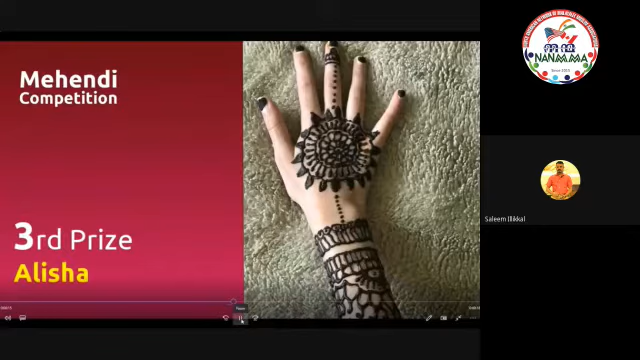 Mehendi
Competition
3rd Prize
Alisha
NANMMA
Saleem Illikkal